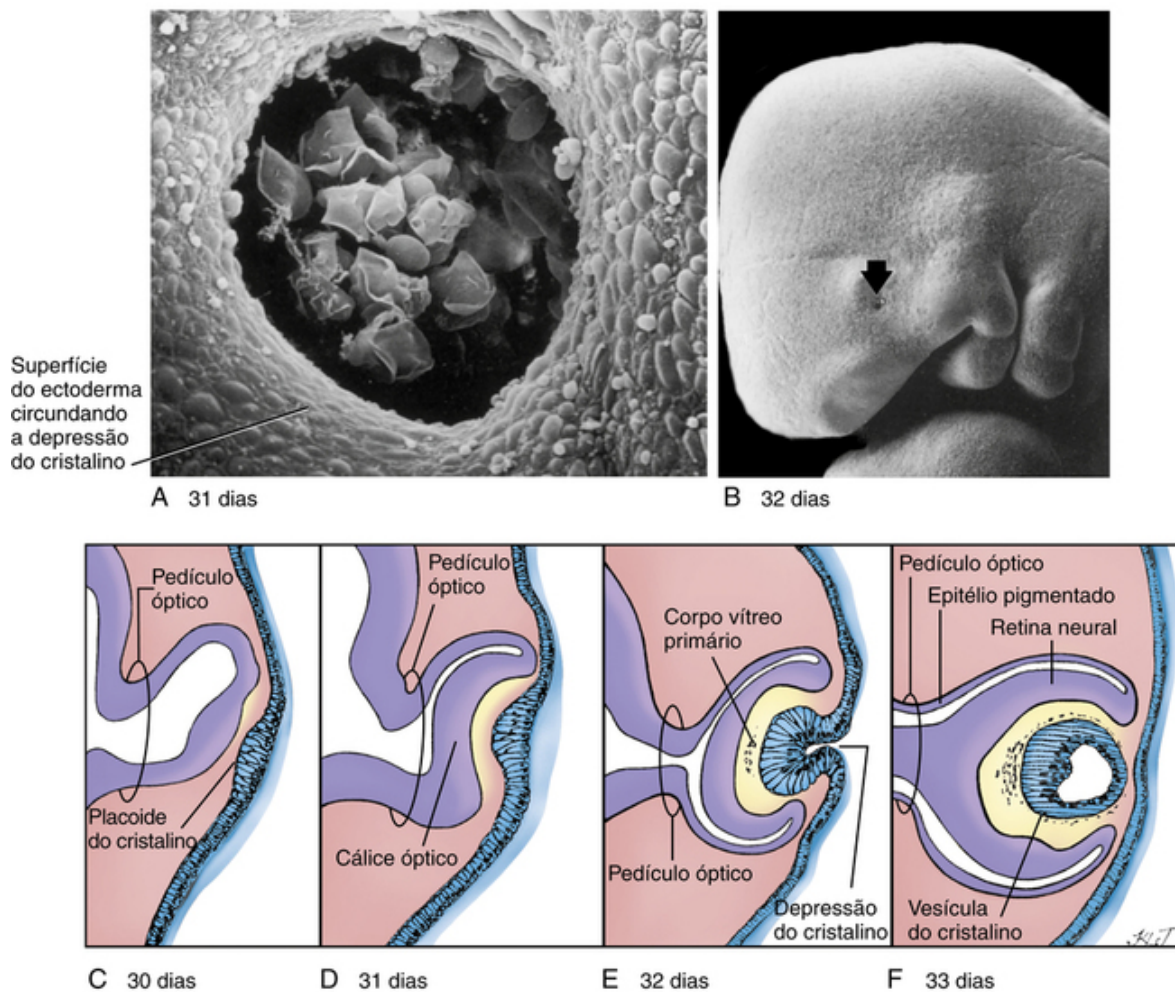 Superfície
do ectoderma
circundando
a depressão
do cristalino
A 31 dias
B 32 dias
Pedículo
óptico
Placoide
do cristalino
C 30 dias
Pedículo
óptico
Cálice óptico
D 31 dias
Corpo vítreo
primário
Pedículo óptico
Depressão
do cristalino
E 32 dias
Pedículo óptico
Epitélio pigmentado
Retina neural
Vesícula
do cristalino
F 33 dias